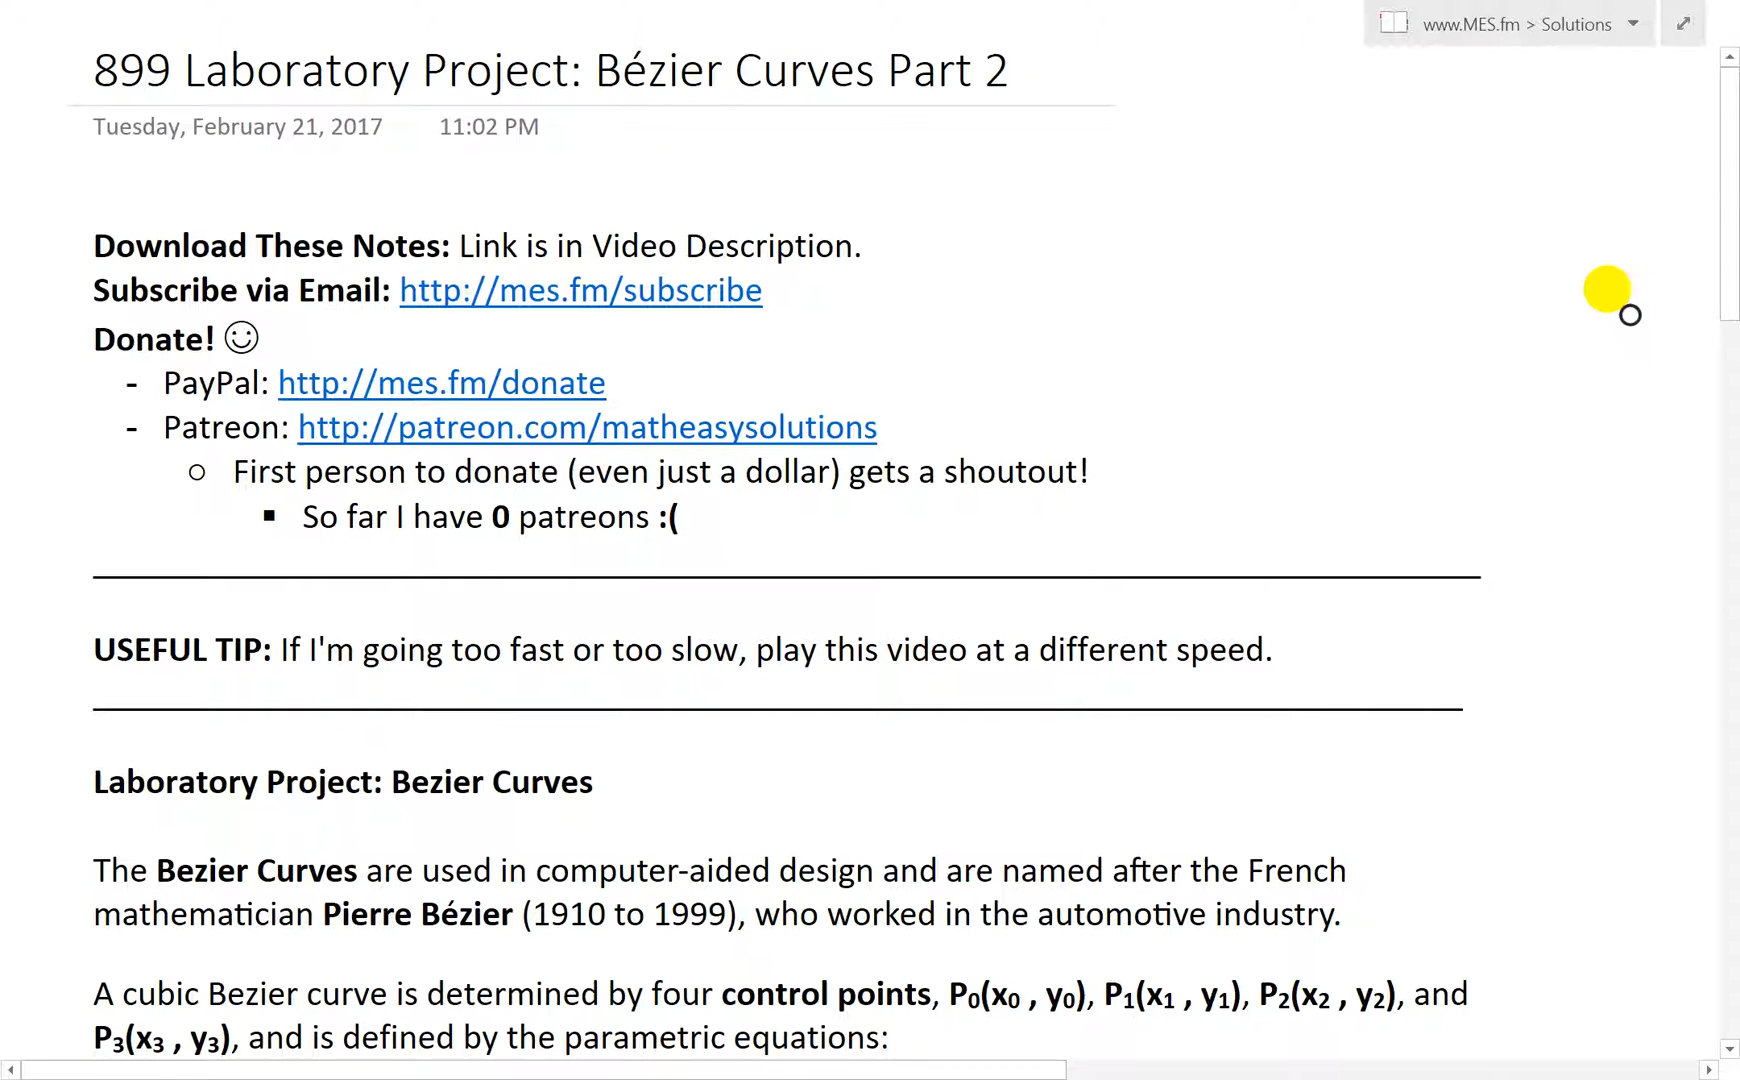 www.MES.fm > Solutions
899 Laboratory Project: Bézier Curves Part 2
Tuesday, February 21, 2017 11:02 PM
Download These Notes: Link is in Video Description.
Subscribe via Email: http://mes.fm/subscribe
Donate! ☺
- PayPal: http://mes.fm/donate
- Patreon: http://patreon.com/matheasysolutions
○ First person to donate (even just a dollar) gets a shoutout!
▪ So far I have 0 patreons :(
USEFUL TIP: If I'm going too fast or too slow, play this video at a different speed.
Laboratory Project: Bezier Curves
The Bezier Curves are used in computer-aided design and are named after the French
mathematician Pierre Bézier (1910 to 1999), who worked in the automotive industry.
A cubic Bezier curve is determined by four control points, P₀(x₀ , y₀), P₁(x₁ , y₁), P₂(x₂ , y₂), and
P₃(x₃ , y₃), and is defined by the parametric equations: